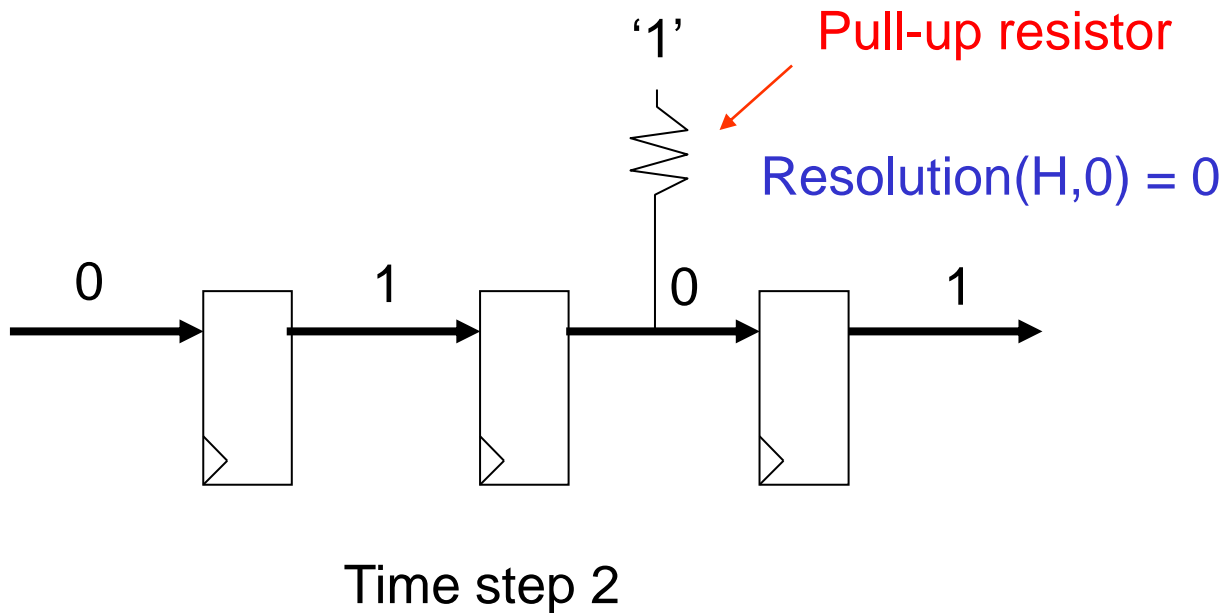 ‘1’
Pull-up resistor
Resolution(H,0) = 0
0
1
0
1
Time step 2